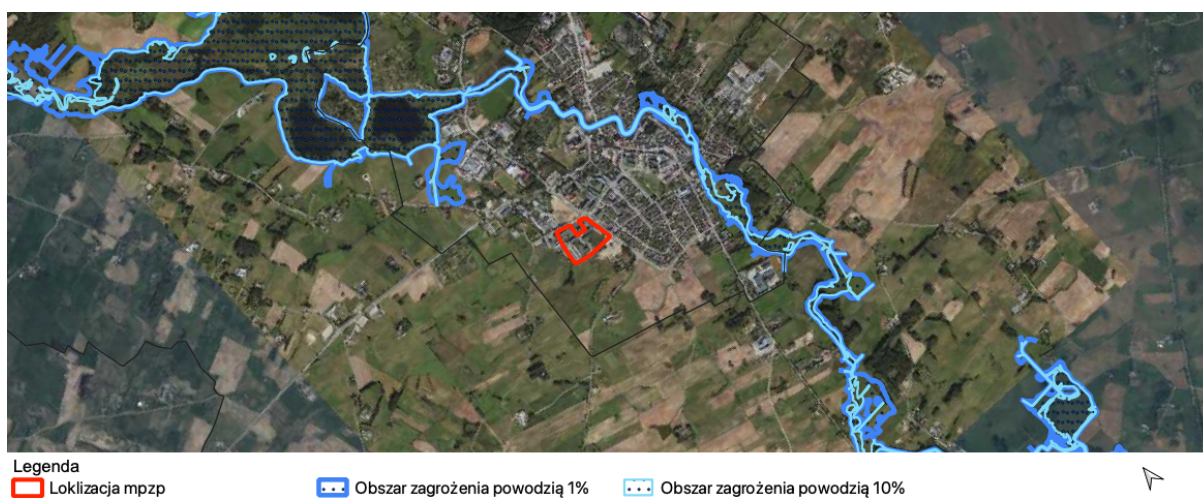 Legenda
Loklizacja mpzp
Obszar zagrożenia powodzią 1%
Obszar zagrożenia powodzią 10%